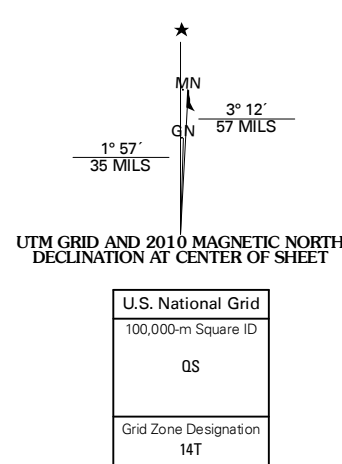 MN
3° 12´
57 MILS
GN
1° 57´
35 MILS
UTM GRID AND 2010 MAGNETIC NORTH
DECLINATION AT CENTER OF SHEET
U.S. National Grid
100,000-m Square ID
QS
Grid Zone Designation
14T